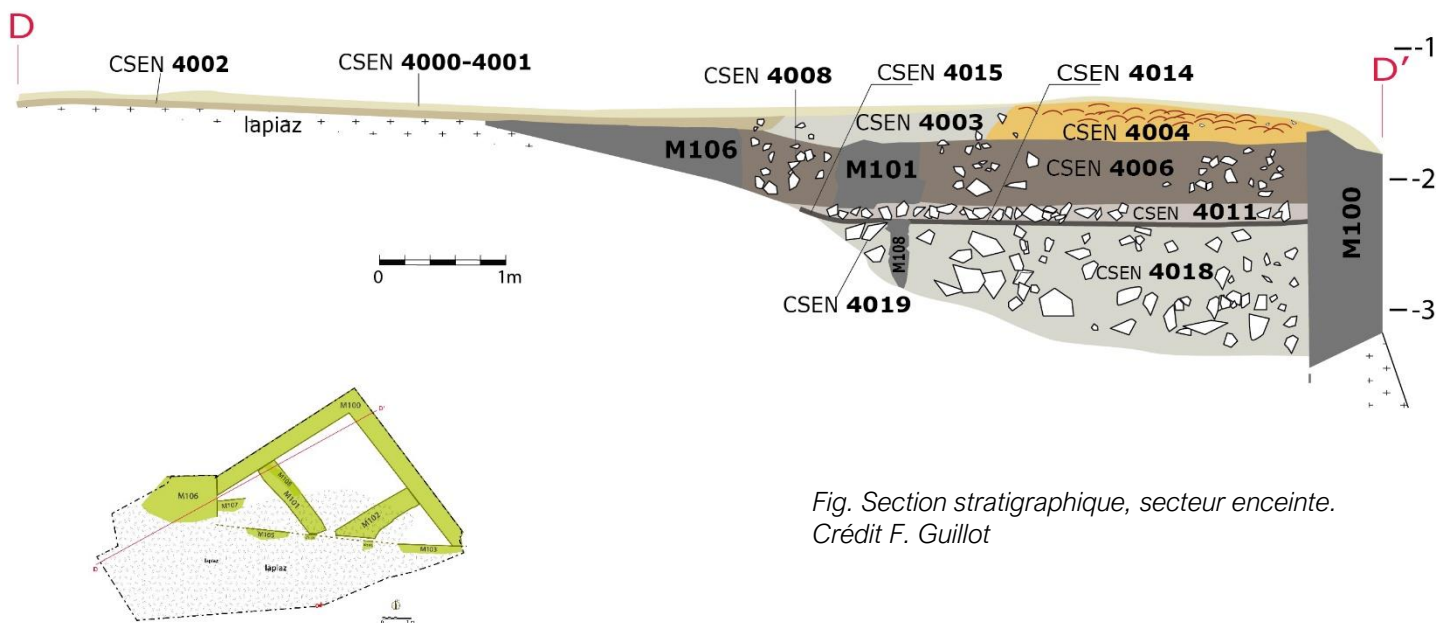 D
-1
CSEN 4002
CSEN 4000-4001
CSEN 4008
CSEN 4015
CSEN 4014
D'
lapiaz
CSEN 4003
CSEN 4004
M106
M101
CSEN 4006
-2
CSEN 4011
M100
M108
CSEN 4018
0 1m
CSEN 4019
-3
M100
D'
M106
M108
M101
M107
M102
M105
M103
lapiaz
lapiaz
D
Fig. Section stratigraphique, secteur enceinte.
Crédit F. Guillot